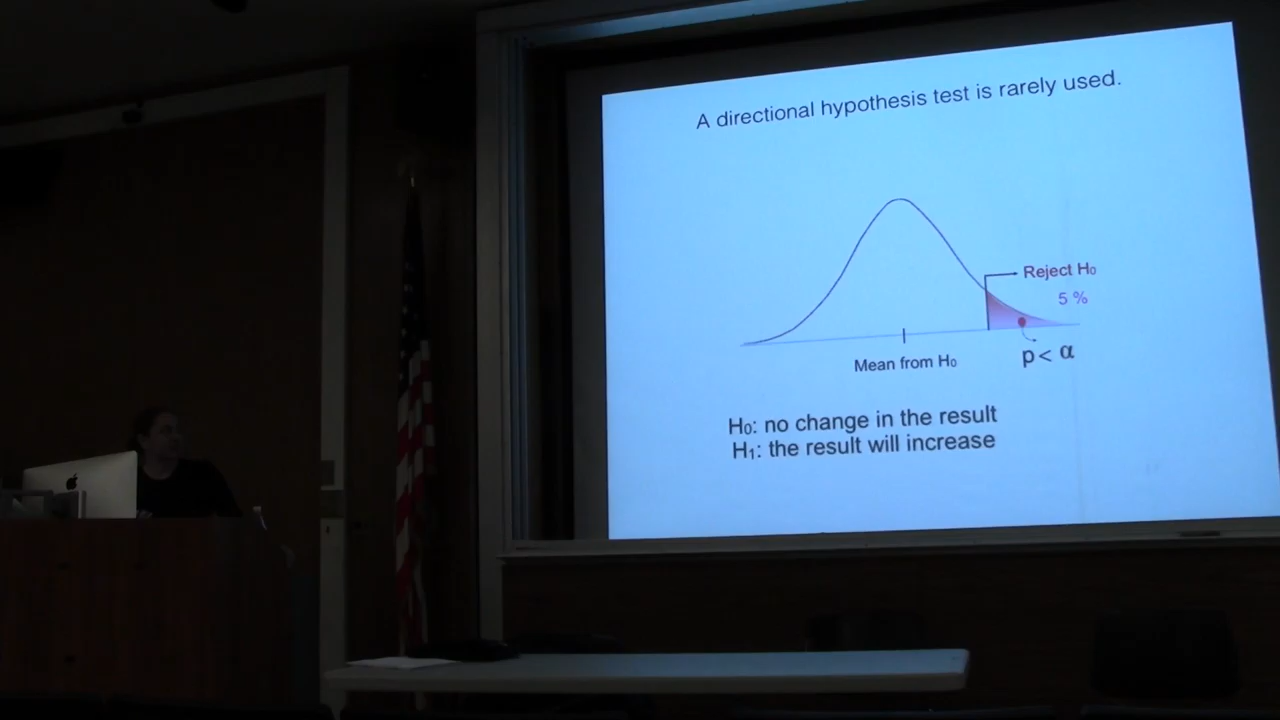 A directional hypothesis test is rarely used.
Reject H₀
5 %
Mean from H₀
p < α
H₀: no change in the result
H₁: the result will increase